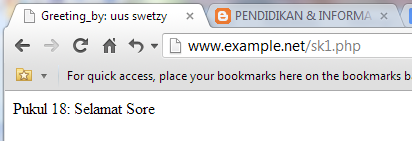 Greeting_by: uus swetzy
PENDIDIKAN & INFORMA
www.example.net/sk1.php
For quick access, place your bookmarks here on the bookmarks b
Pukul 18: Selamat Sore